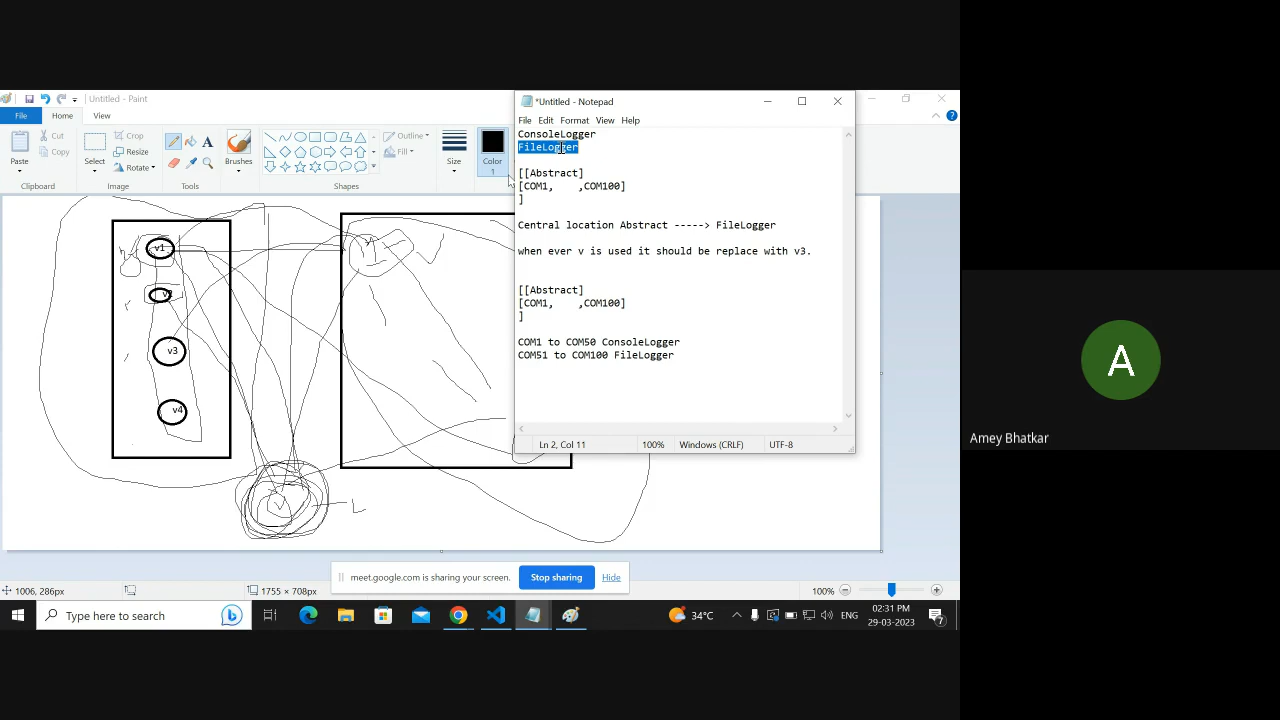 Untitled - Paint
File
Home
View
Paste
Cut
Copy
Clipboard
Select
Crop
Resize
Rotate
Image
Tools
Brushes
Shapes
Outline
Fill
Size
Color
1
*Untitled - Notepad
File Edit Format View Help
ConsoleLogger
FileLogger
[[Abstract]
[COM1, ,COM100]
]
Central location Abstract -----> FileLogger
when ever v is used it should be replace with v3.
[[Abstract]
[COM1, ,COM100]
]
COM1 to COM50 ConsoleLogger
COM51 to COM100 FileLogger
Ln 2, Col 11
100%
Windows (CRLF)
UTF-8
v1
v2
v3
v4
V
L
meet.google.com is sharing your screen.
Stop sharing
Hide
1006, 286px
1755 × 708px
100%
Type here to search
34°C
ENG
02:31 PM
29-03-2023
7
A
Amey Bhatkar